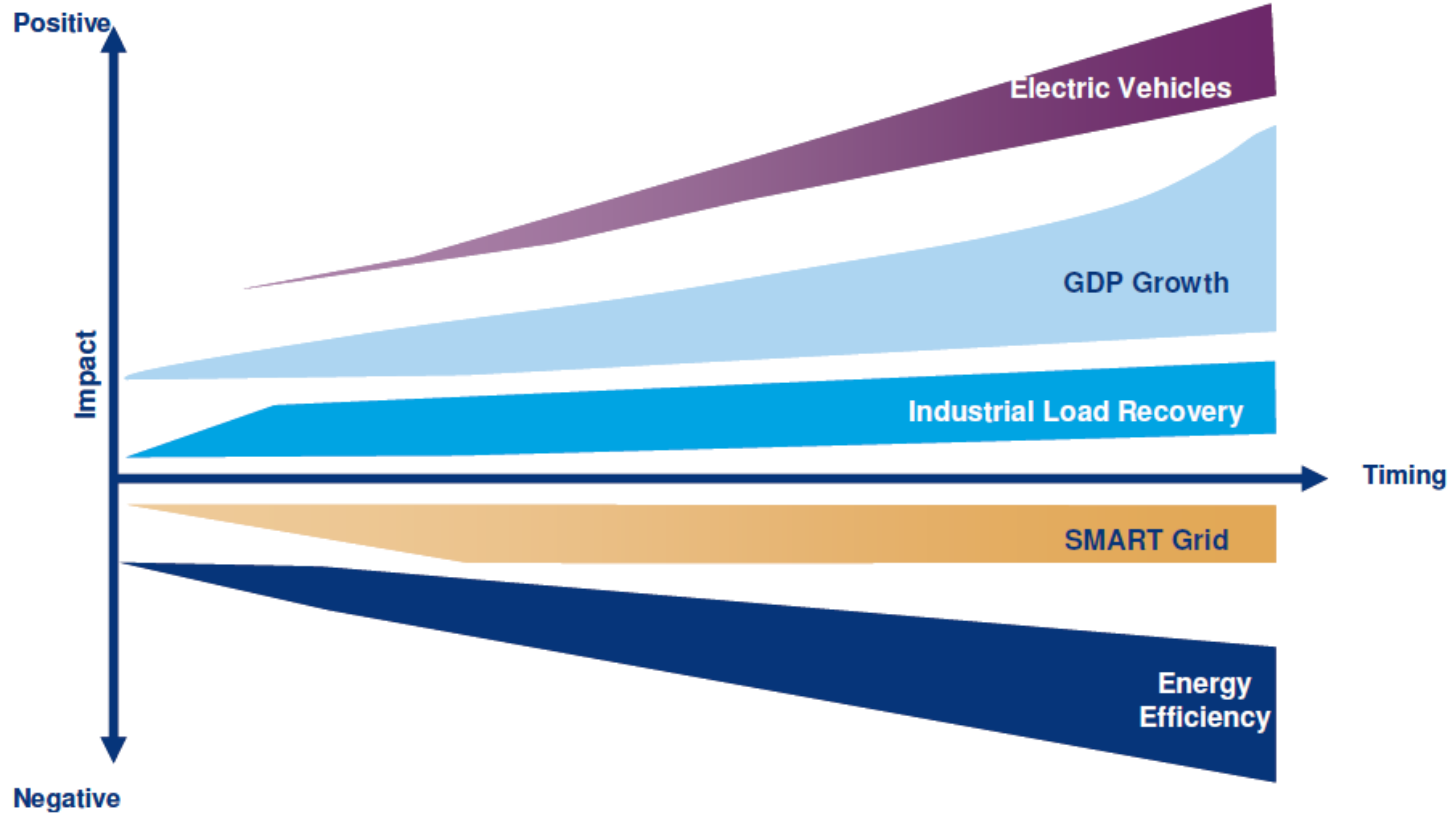 Positive
Electric Vehicles
GDP Growth
Impact
Industrial Load Recovery
Timing
SMART Grid
Energy
Efficiency
Negative